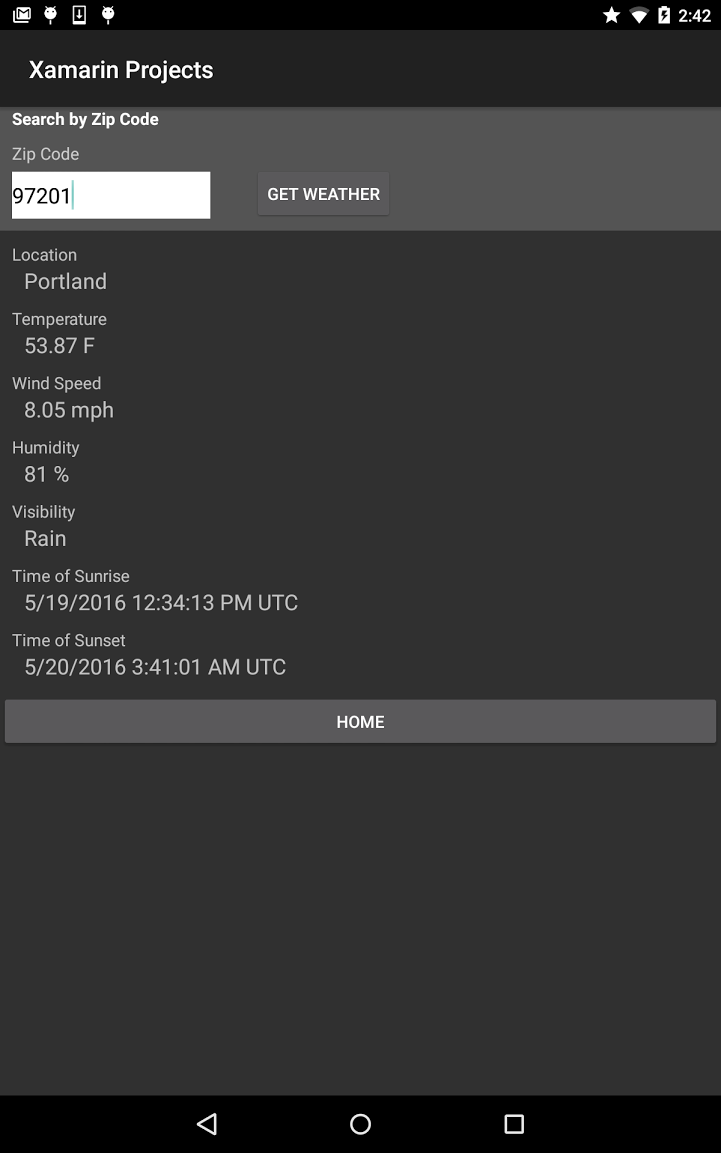 2:42
Xamarin Projects
Search by Zip Code
Zip Code
97201
GET WEATHER
Location
Portland
Temperature
53.87 F
Wind Speed
8.05 mph
Humidity
81 %
Visibility
Rain
Time of Sunrise
5/19/2016 12:34:13 PM UTC
Time of Sunset
5/20/2016 3:41:01 AM UTC
HOME